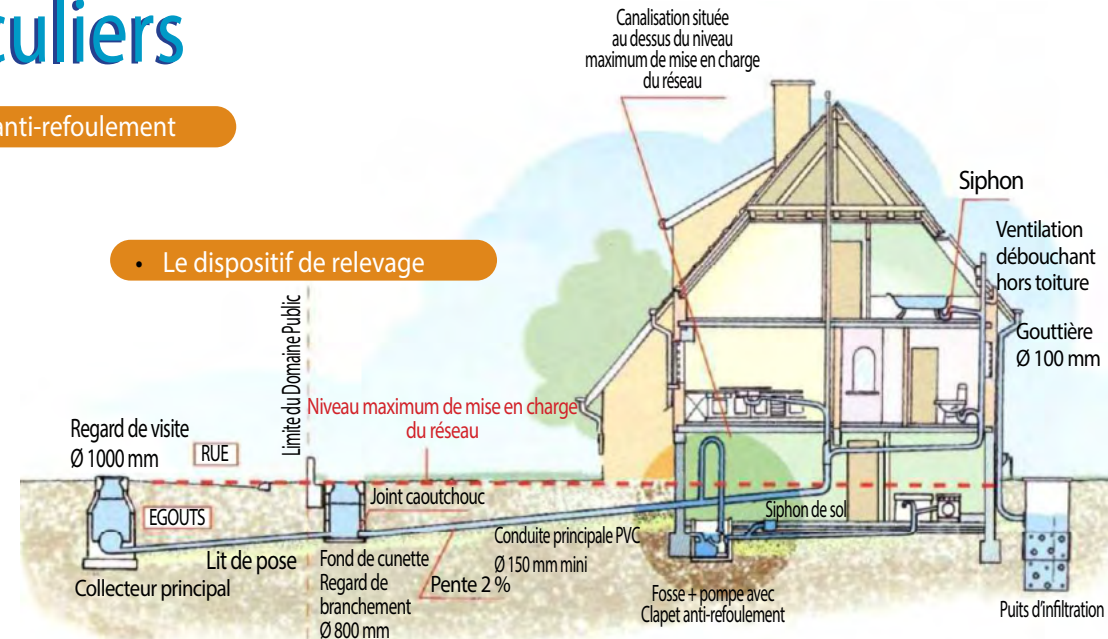 culiers
anti-refoulement
• Le dispositif de relevage
Canalisation située
au dessus du niveau
maximum de mise en charge
du réseau
Siphon
Ventilation
débouchant
hors toiture
Gouttière
Ø 100 mm
Limite du Domaine Public
Niveau maximum de mise en charge
du réseau
Regard de visite
Ø 1000 mm
RUE
EGOUTS
Joint caoutchouc
Siphon de sol
Conduite principale PVC
Ø 150 mm mini
Lit de pose
Fond de cunette
Regard de
branchement
Ø 800 mm
Pente 2 %
Collecteur principal
Fosse + pompe avec
Clapet anti-refoulement
Puits d'infiltration